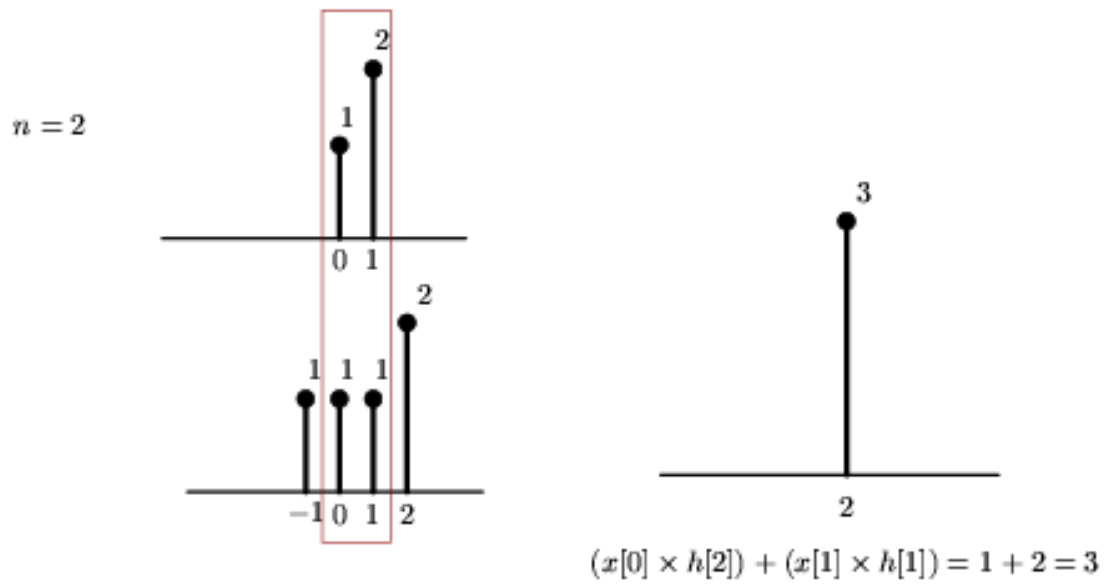 n = 2
2
1
0 1
2
1 1 1
−1 0 1 2
3
2
(x[0] × h[2]) + (x[1] × h[1]) = 1 + 2 = 3